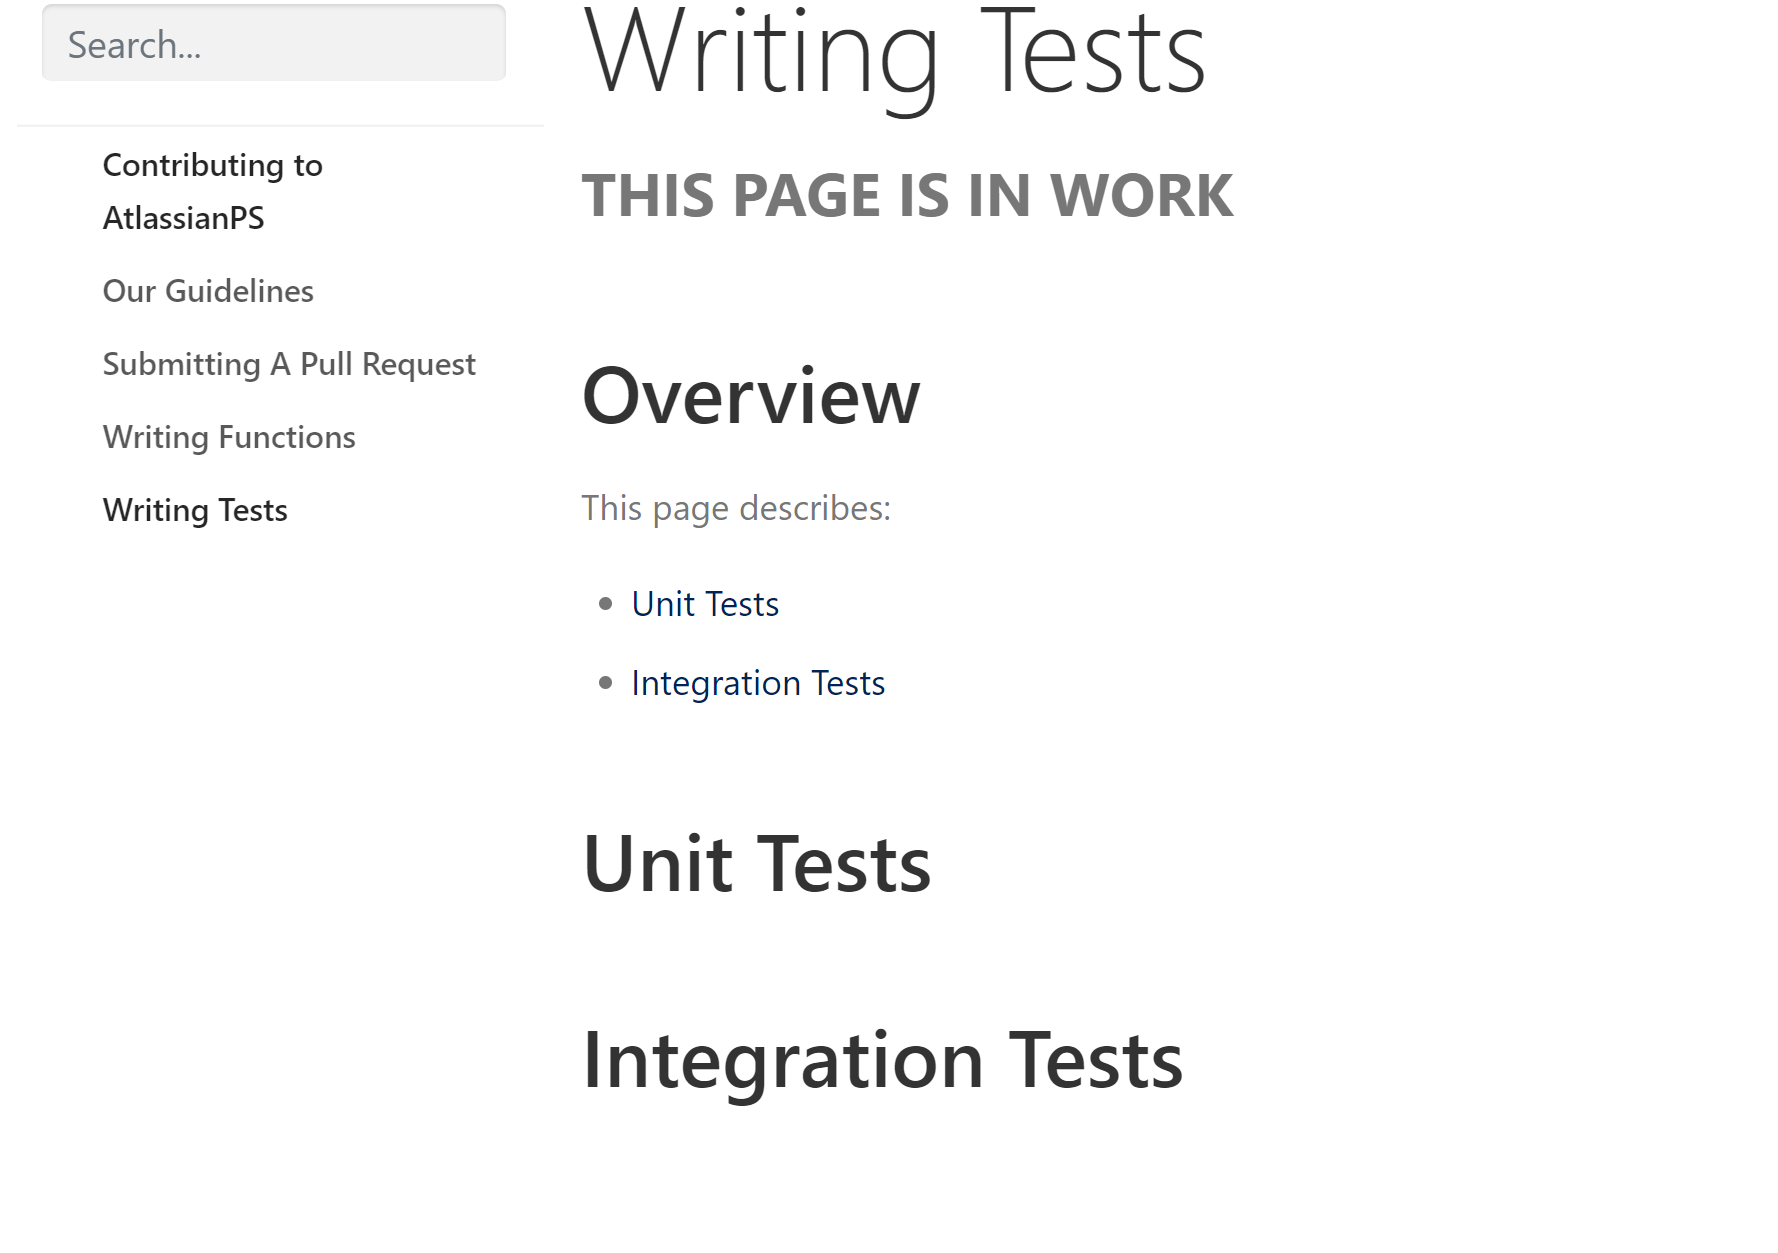 Search...
Contributing to
AtlassianPS
Our Guidelines
Submitting A Pull Request
Writing Functions
Writing Tests
Writing Tests
THIS PAGE IS IN WORK
Overview
This page describes:
Unit Tests
Integration Tests
Unit Tests
Integration Tests